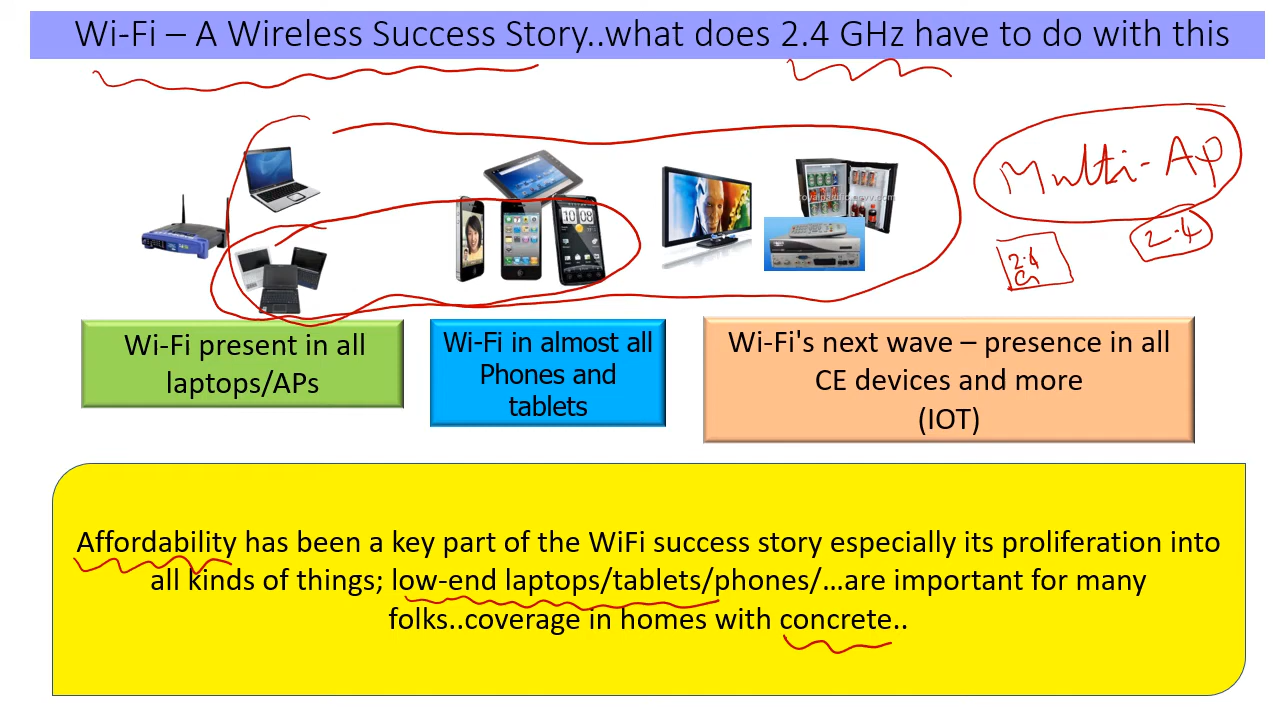 Wi-Fi – A Wireless Success Story..what does 2.4 GHz have to do with this
Multi-Ap
2.4
2.4
Wi-Fi present in all
laptops/APs
Wi-Fi in almost all
Phones and
tablets
Wi-Fi's next wave – presence in all
CE devices and more
(IOT)
Affordability has been a key part of the WiFi success story especially its proliferation into
all kinds of things; low-end laptops/tablets/phones/...are important for many
folks..coverage in homes with concrete..